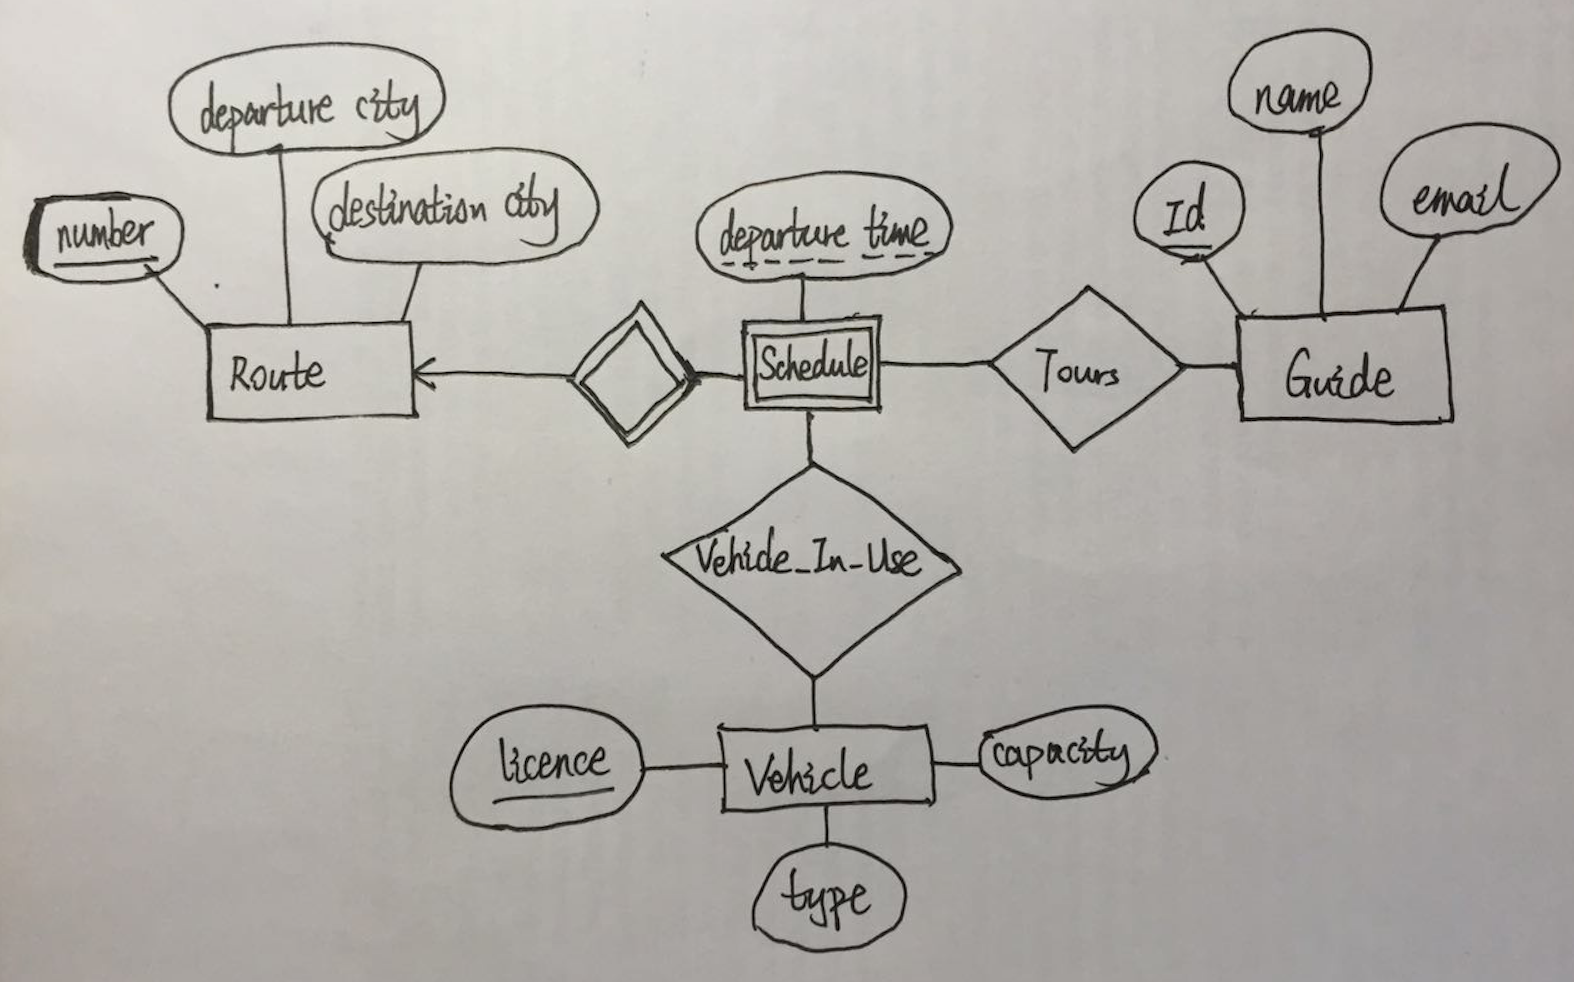 departure city
name
number
destination city
departure time
Id
email
Route
Schedule
Tours
Guide
Vehicle_In_Use
licence
Vehicle
capacity
type